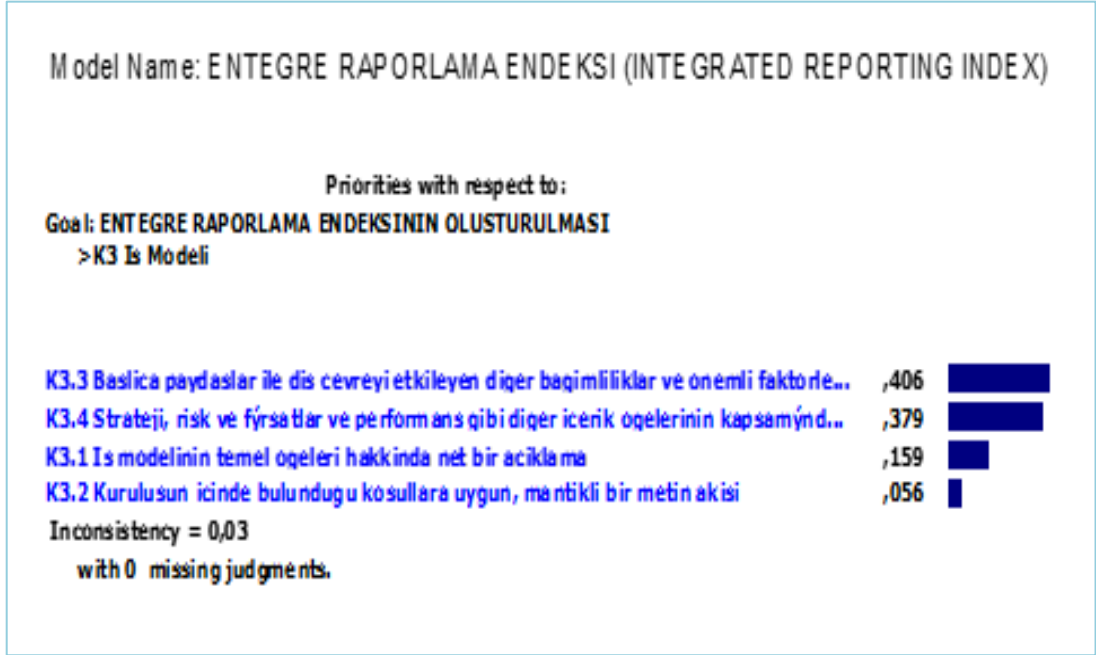 Model Name: ENTEGRE RAPORLAMA ENDEKSI (INTEGRATED REPORTING INDEX)
Priorities with respect to:
Goal: ENTEGRE RAPORLAMA ENDEKSININ OLUSTURULMASI
>K3 Is Modeli
K3.3 Baslica paydaslar ile dis cevreyi etkileyen diger bagimliliklar ve onemli faktorle... ,406
K3.4 Strateji, risk ve fýrsatlar ve performans gibi diger icerik ogelerinin kapsamýnd... ,379
K3.1 Is modelinin temel ogeleri hakkinda net bir aciklama ,159
K3.2 Kurulusun icinde bulundugu kosullara uygun, mantikli bir metin akisi ,056
Inconsistency = 0,03
with 0 missing judgments.